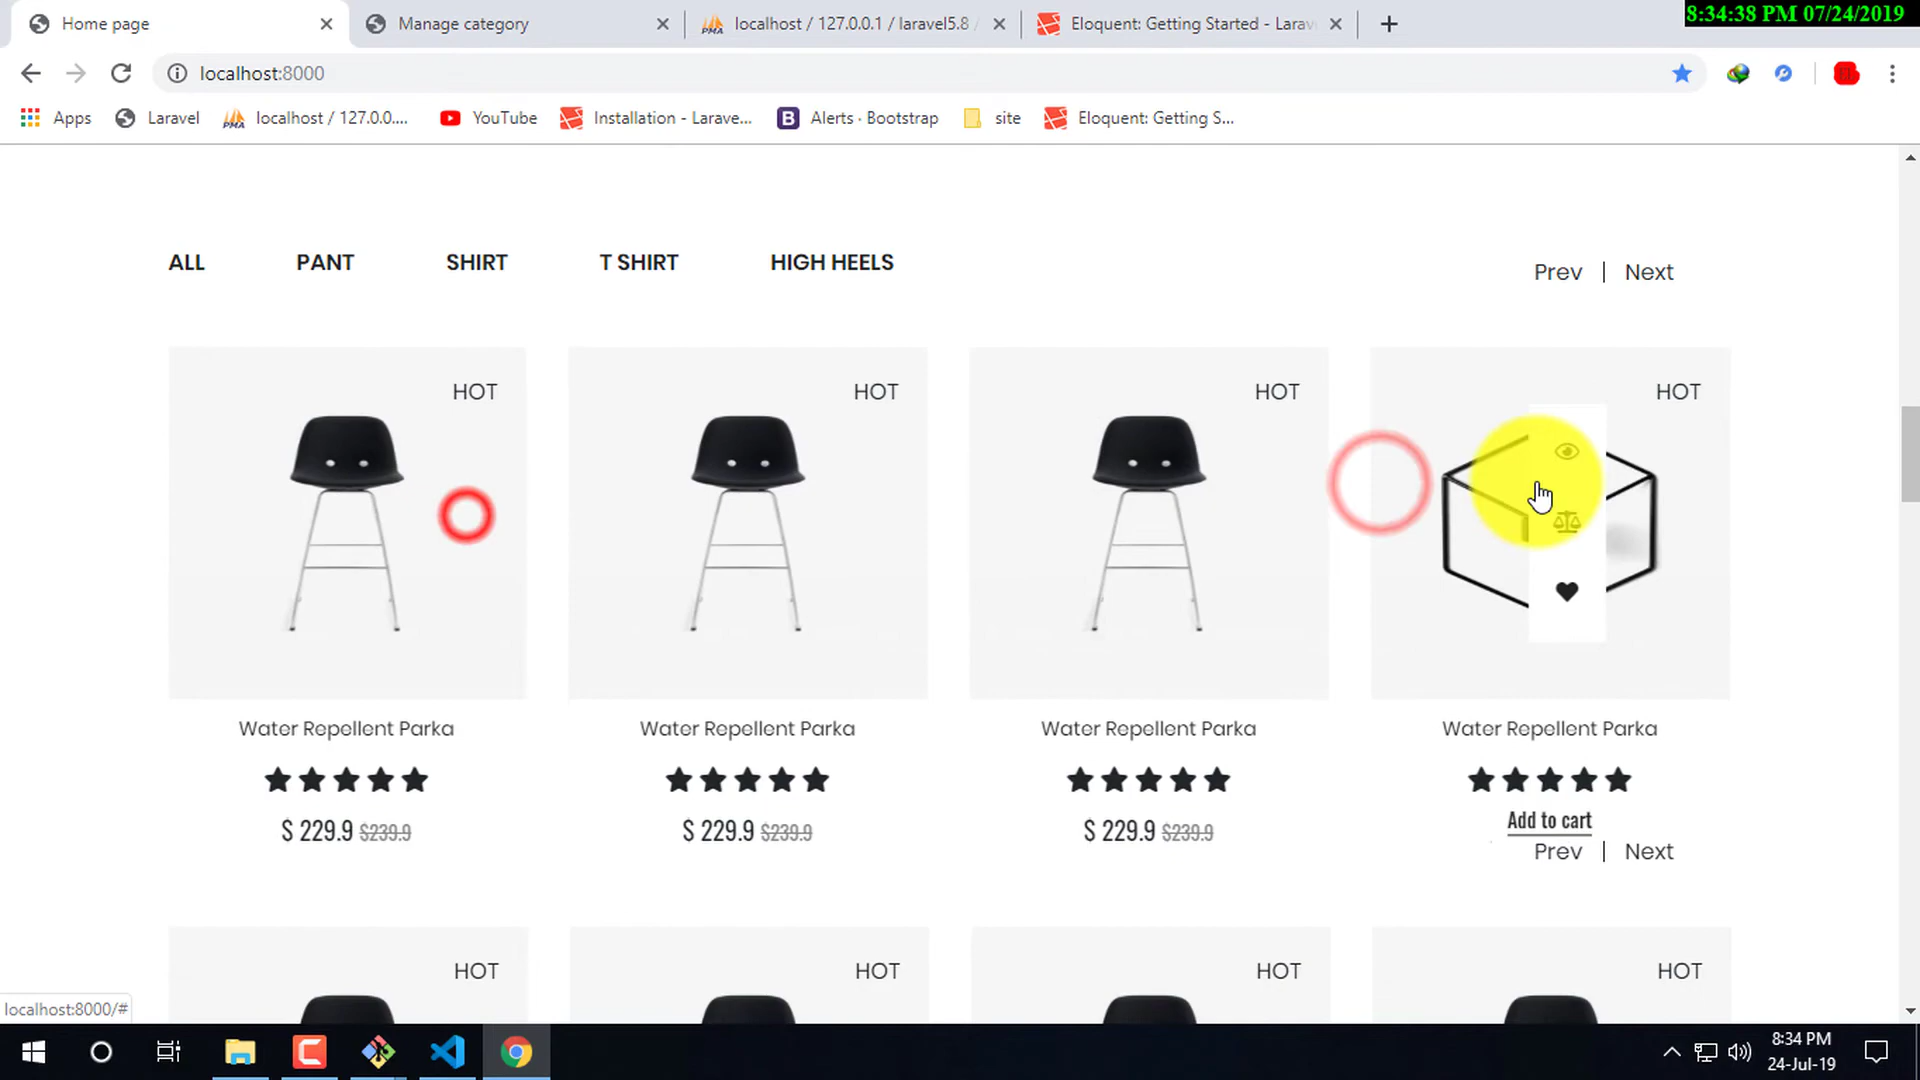 8:34:38 PM 07/24/2019
Home page
Manage category
localhost / 127.0.0.1 / laravel5.8 /
Eloquent: Getting Started - Larav
localhost:8000
Apps
Laravel
localhost / 127.0.0....
YouTube
Installation - Larave...
Alerts · Bootstrap
site
Eloquent: Getting S...
ALL PANT SHIRT T SHIRT HIGH HEELS
Prev | Next
HOT HOT HOT HOT
Water Repellent Parka Water Repellent Parka Water Repellent Parka Water Repellent Parka
$ 229.9 $239.9 $ 229.9 $239.9 $ 229.9 $239.9 Add to cart
Prev | Next
HOT HOT HOT HOT
localhost:8000/#
8:34 PM
24-Jul-19